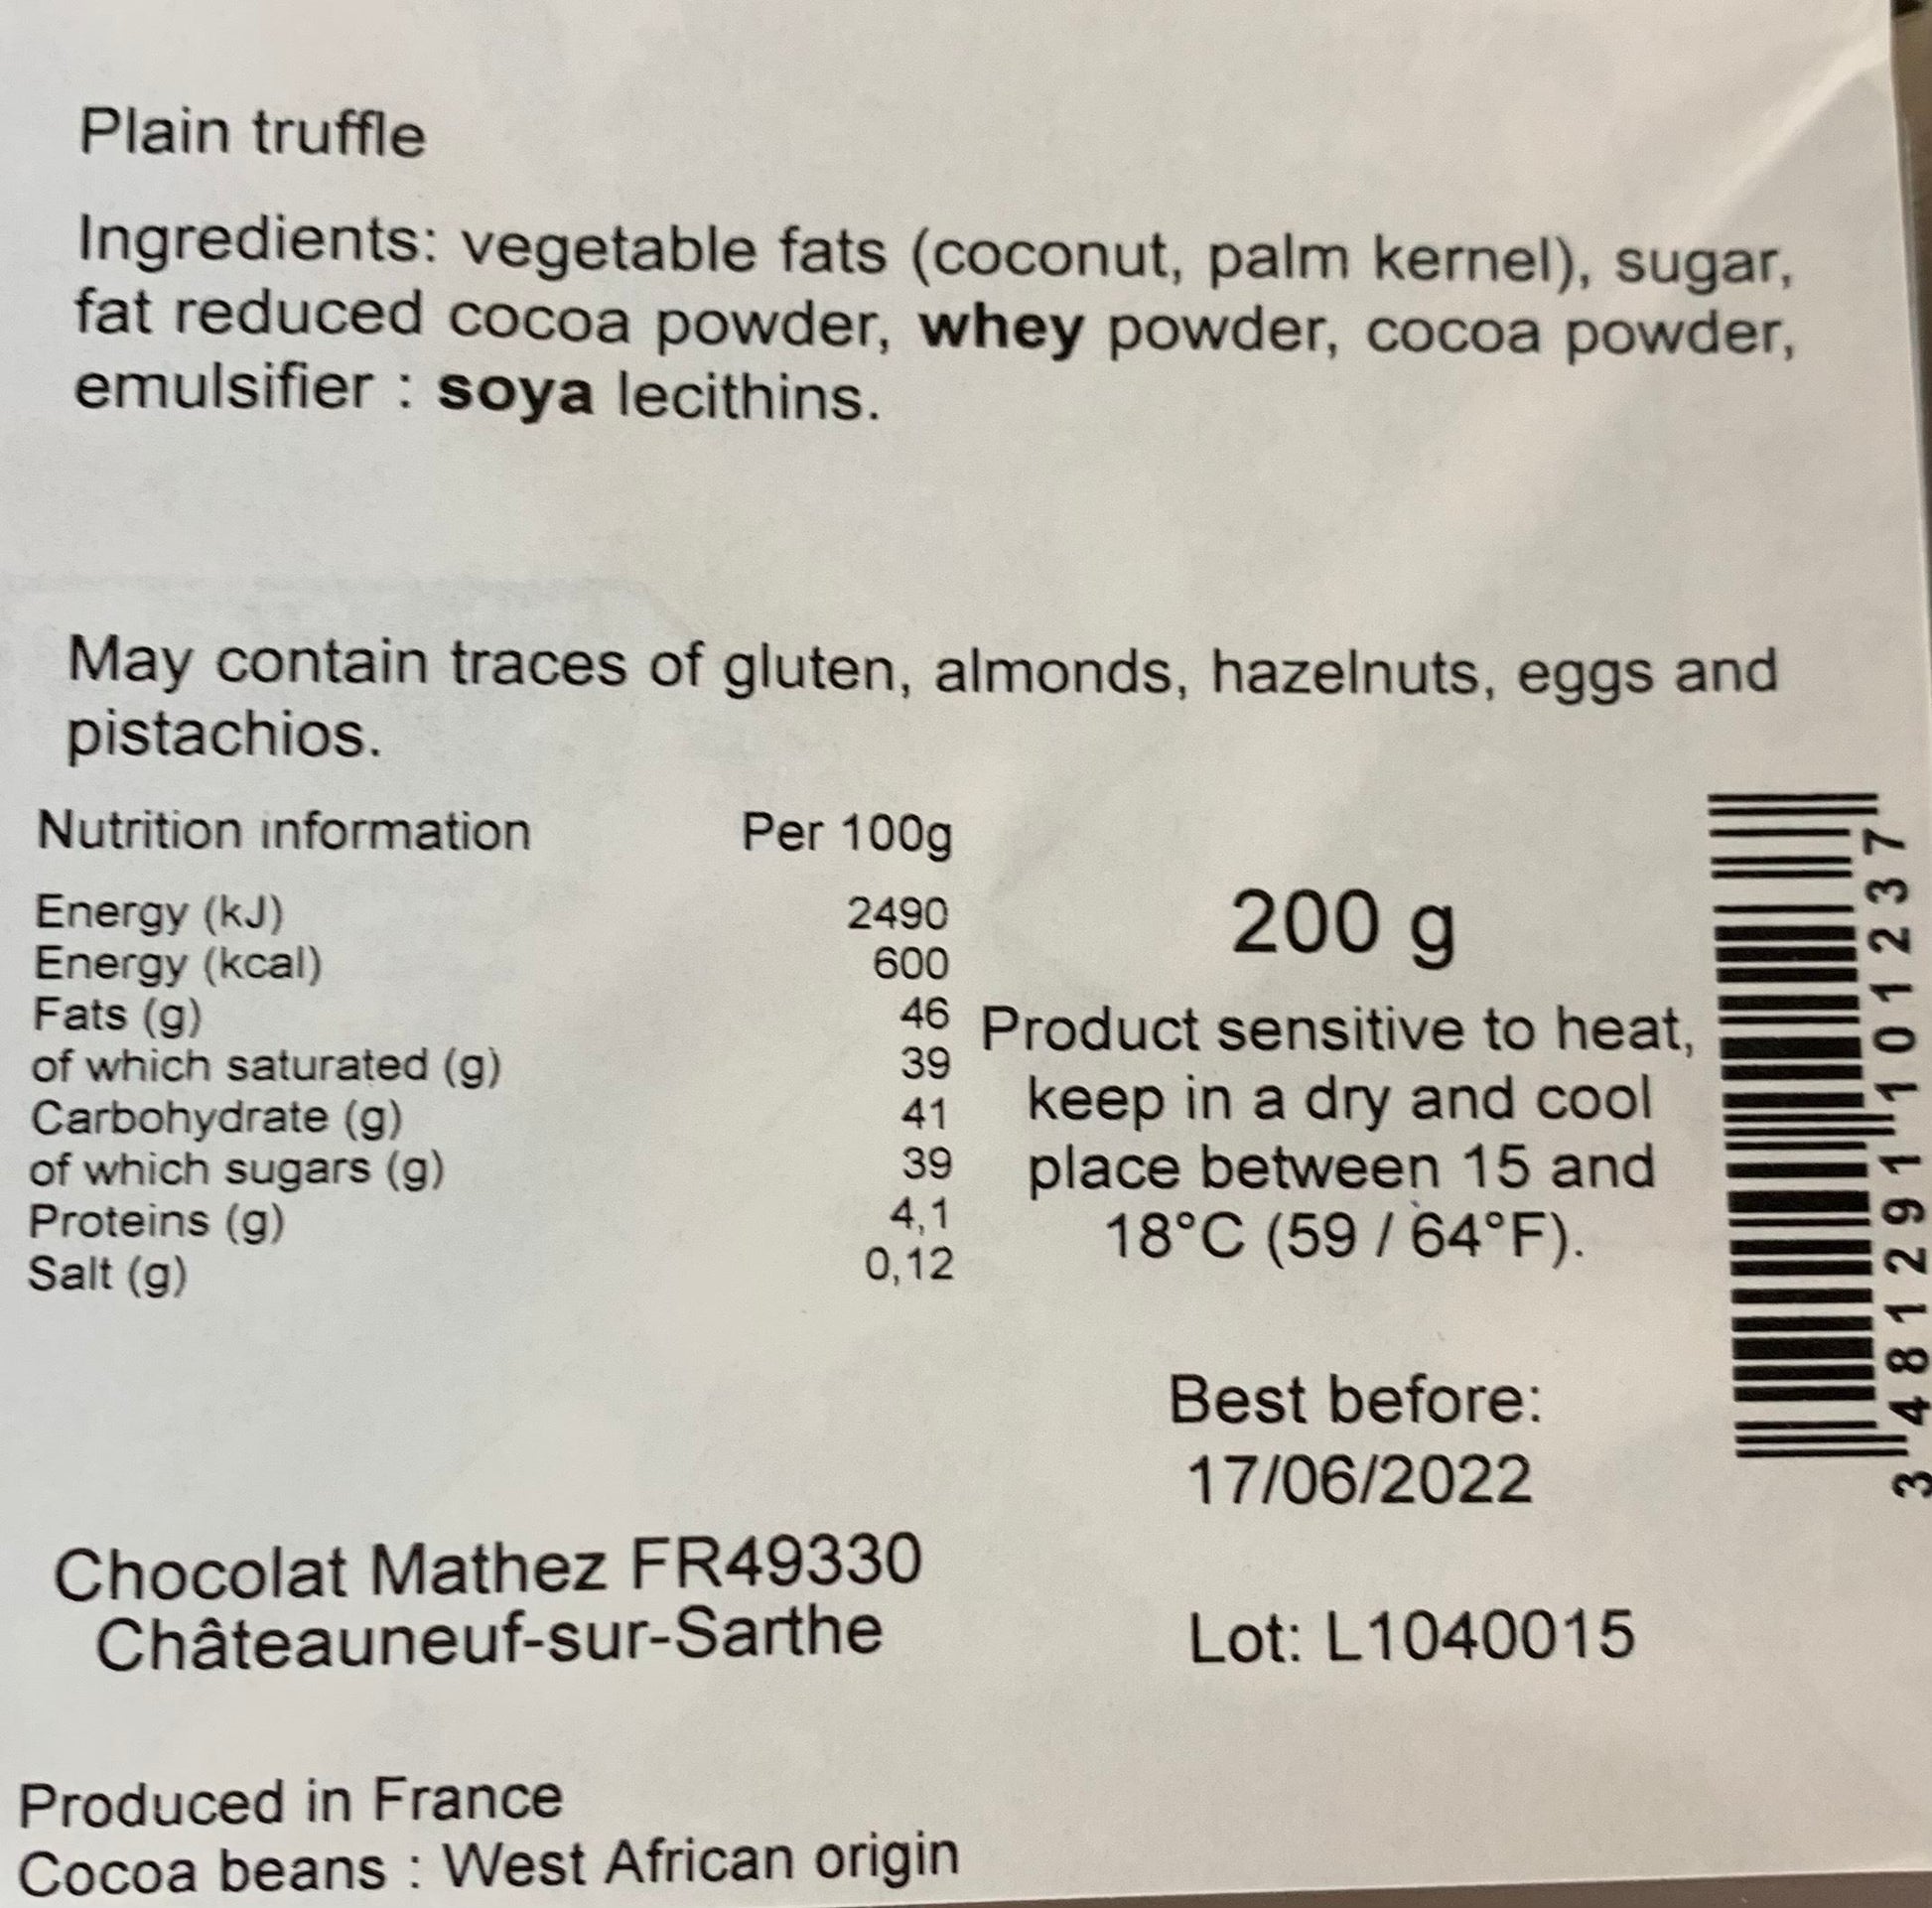 Plain truffle
Ingredients: vegetable fats (coconut, palm kernel), sugar,
fat reduced cocoa powder, whey powder, cocoa powder,
emulsifier : soya lecithins.
May contain traces of gluten, almonds, hazelnuts, eggs and
pistachios.
Nutrition information Per 100g
Energy (kJ) 2490
Energy (kcal) 600
Fats (g) 46
of which saturated (g) 39
Carbohydrate (g) 41
of which sugars (g) 39
Proteins (g) 4,1
Salt (g) 0,12
200 g
Product sensitive to heat,
keep in a dry and cool
place between 15 and
18°C (59 / 64°F).
Best before:
17/06/2022
Lot: L1040015
3 481291 101237
Chocolat Mathez FR49330
Châteauneuf-sur-Sarthe
Produced in France
Cocoa beans : West African origin